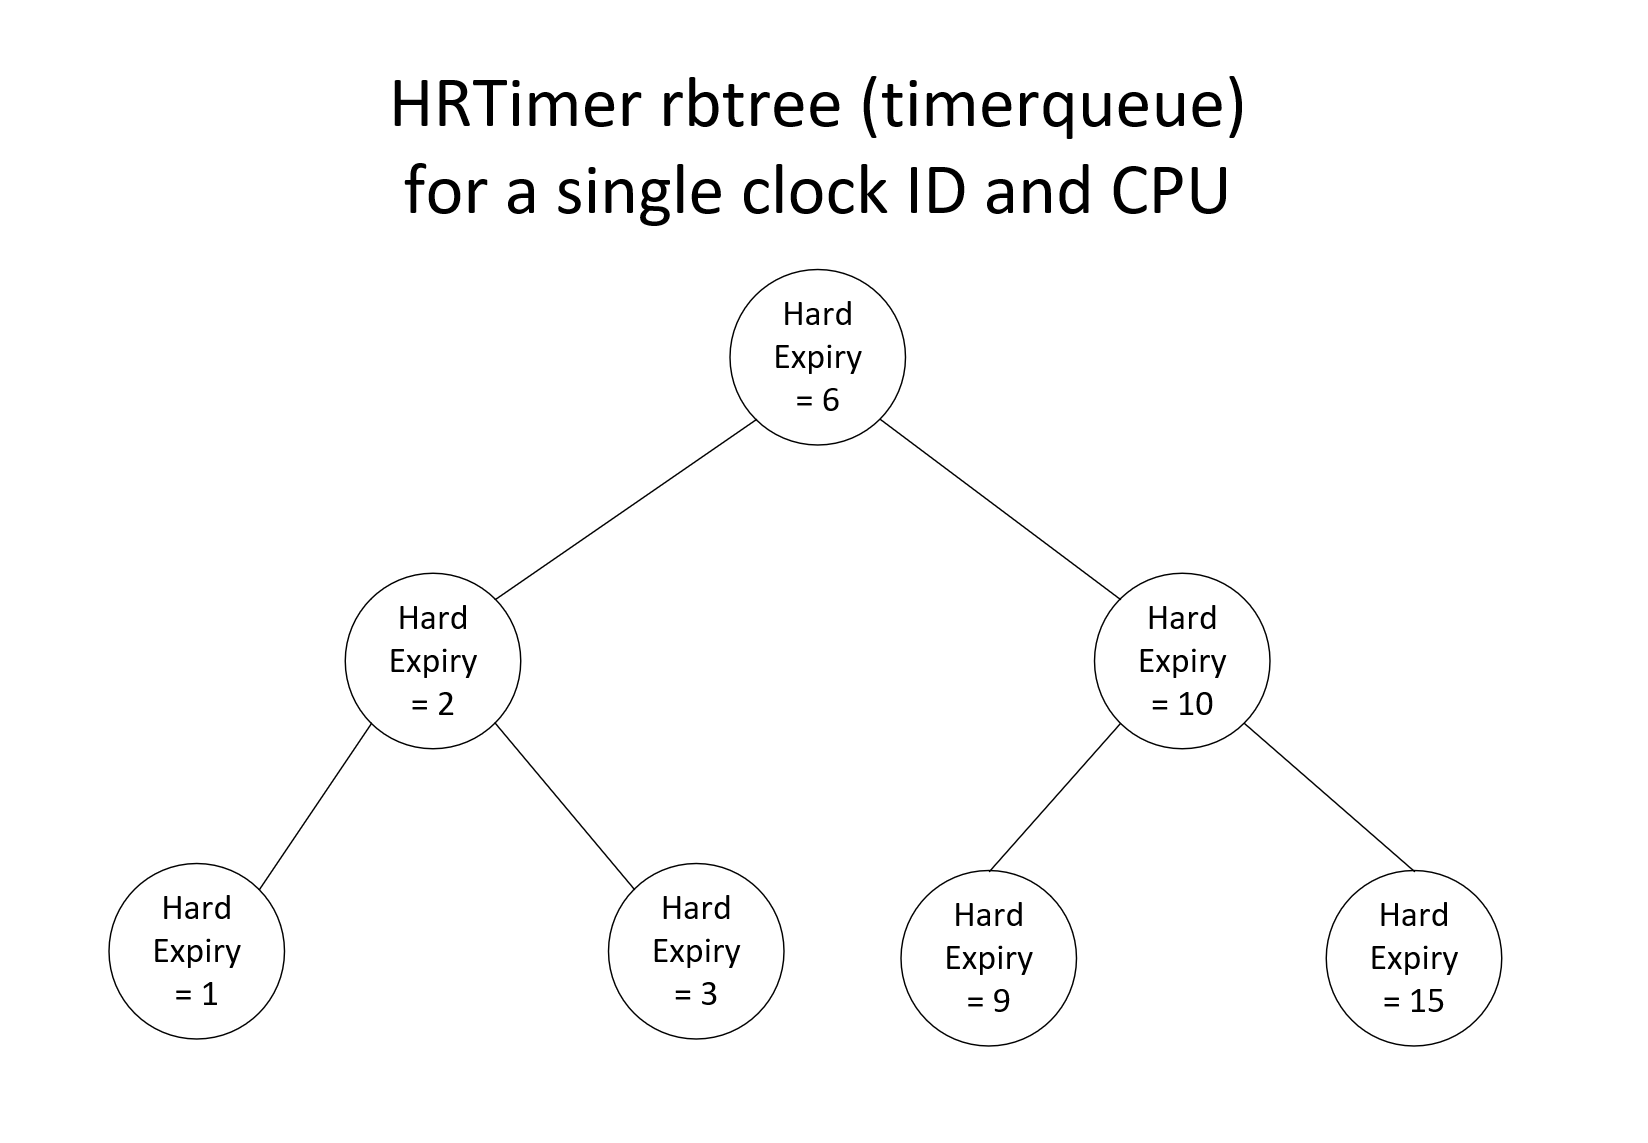 HRTimer rbtree (timerqueue)
for a single clock ID and CPU
Hard
Expiry
= 6
Hard
Expiry
= 2
Hard
Expiry
= 10
Hard
Expiry
= 1
Hard
Expiry
= 3
Hard
Expiry
= 9
Hard
Expiry
= 15